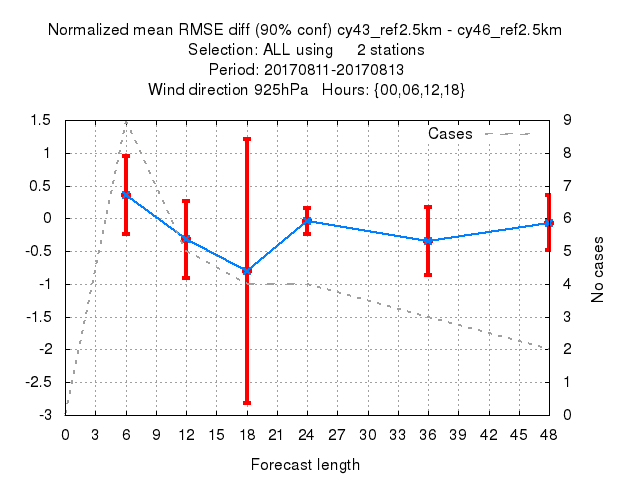 Normalized mean RMSE diff (90% conf) cy43_ref2.5km - cy46_ref2.5km
Selection: ALL using     2 stations
Period: 20170811-20170813
Wind direction 925hPa   Hours: {00,06,12,18}
Cases
1.5
1
0.5
0
-0.5
-1
-1.5
-2
-2.5
-3
9
8
7
6
5
4
3
2
1
0
No cases
0 3 6 9 12 15 18 21 24 27 30 33 36 39 42 45 48
Forecast length